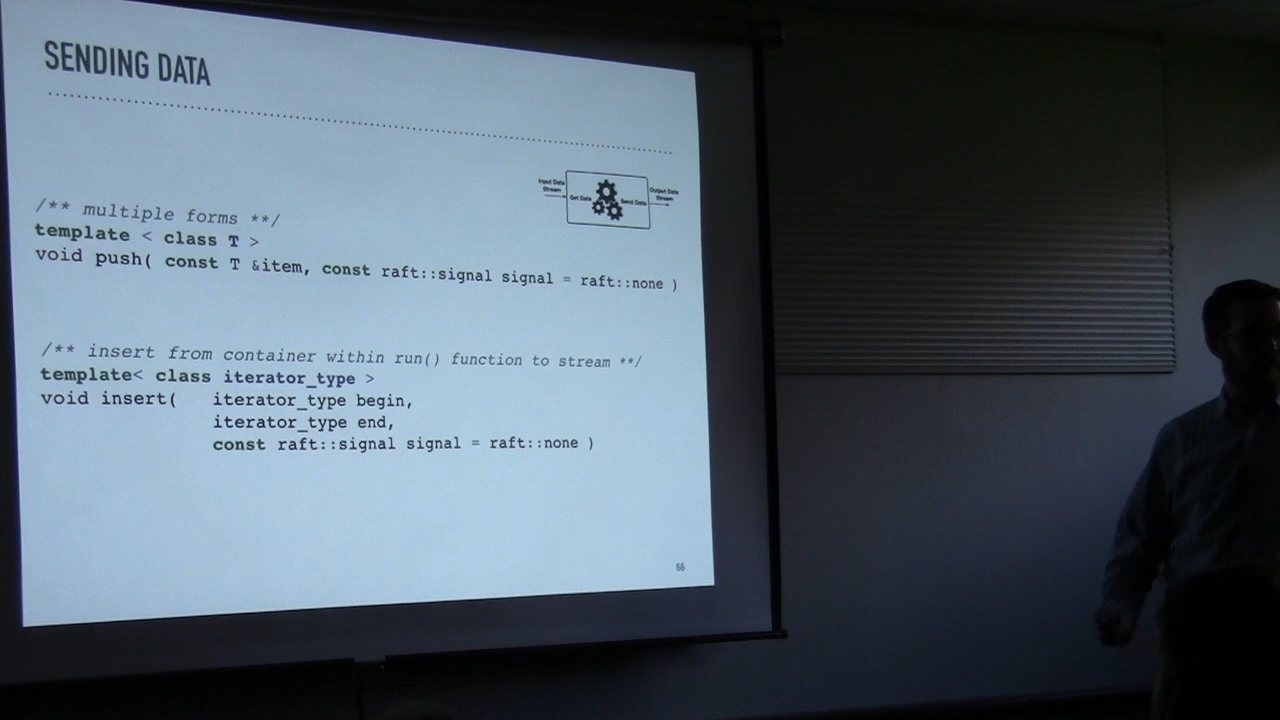 SENDING DATA
Input Data
Stream
Get Data
Send Data
Output Data
Stream
/** multiple forms **/
template < class T >
void push( const T &item, const raft::signal signal = raft::none )
/** insert from container within run() function to stream **/
template< class iterator_type >
void insert( iterator_type begin,
iterator_type end,
const raft::signal signal = raft::none )
66